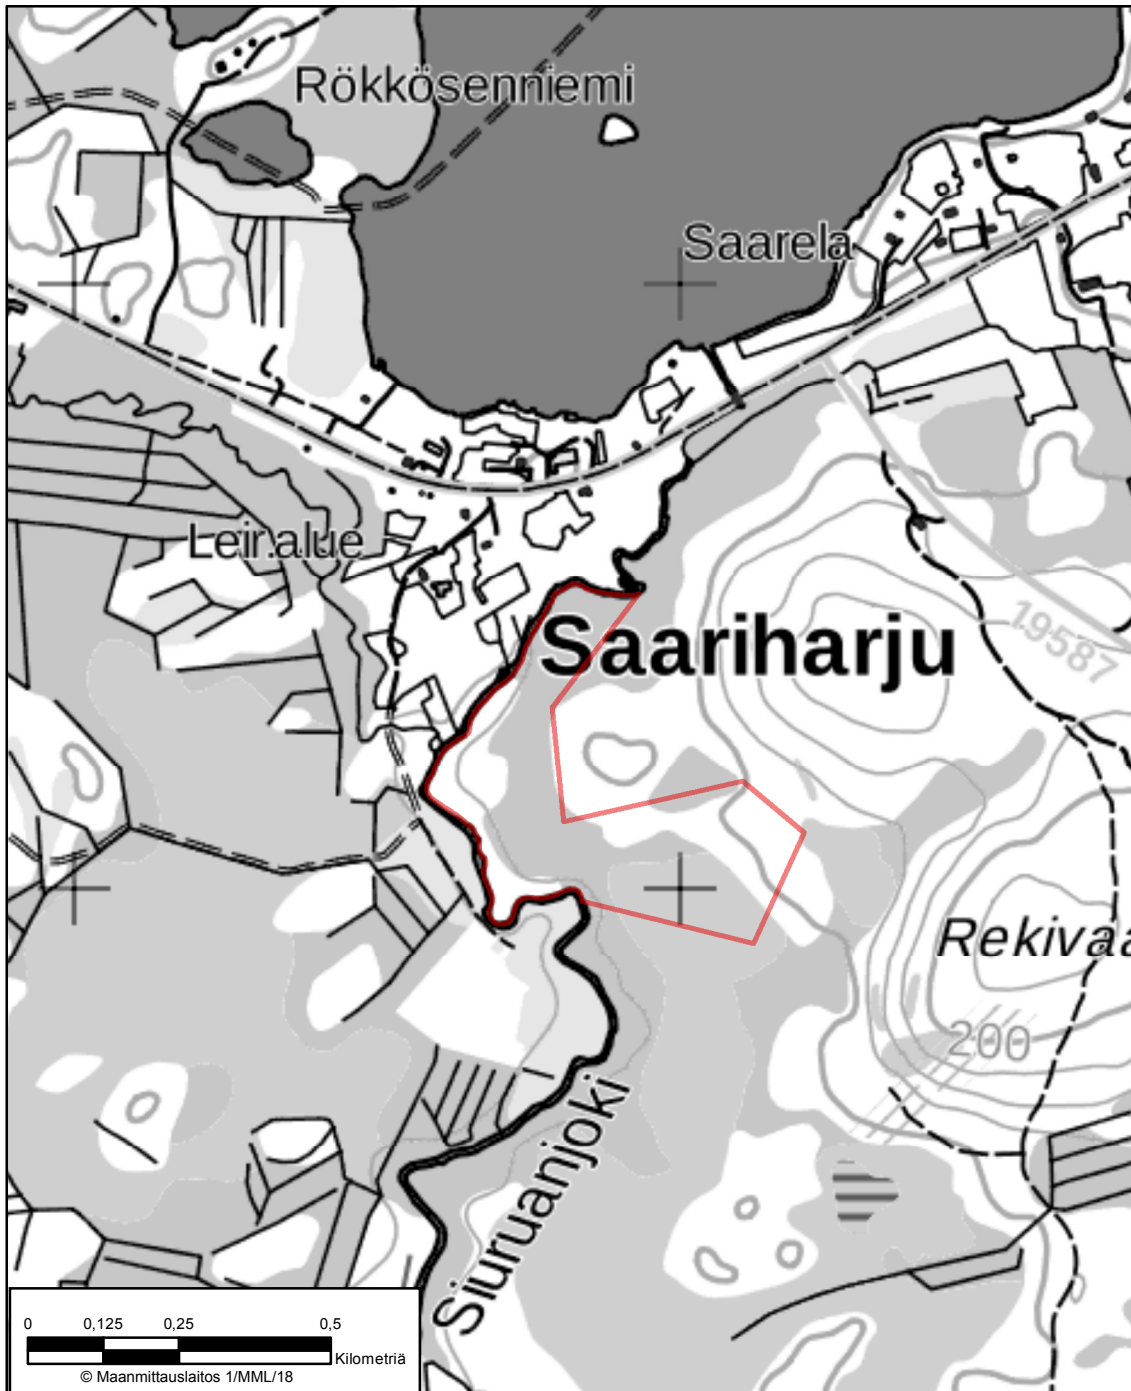 Rökkösenniemi
Saarela
Leir.alue
Saariharju
19587
Rekivaa
200
Siuruanjoki
0 0,125 0,25 0,5
Kilometriä
© Maanmittauslaitos 1/MML/18